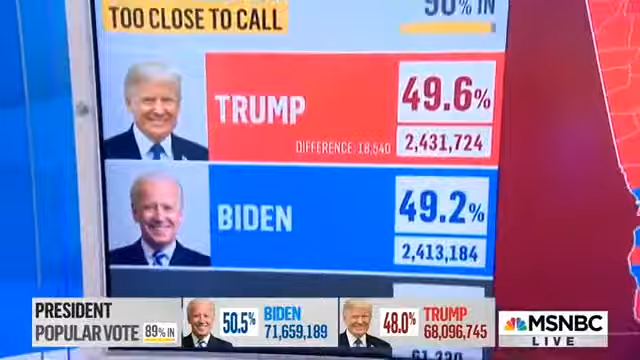 TOO CLOSE TO CALL
% IN
TRUMP
49.6%
DIFFERENCE: 18,540
2,431,724
BIDEN
49.2%
2,413,184
PRESIDENT
POPULAR VOTE
89% IN
50.5%
BIDEN
71,659,189
48.0%
TRUMP
68,096,745
MSNBC
LIVE